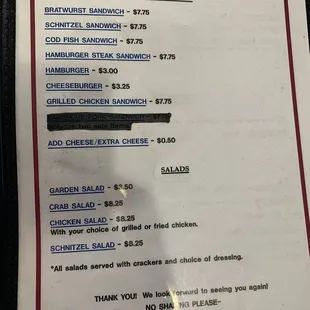 BRATWURST SANDWICH - $7.75
SCHNITZEL SANDWICH - $7.75
COD FISH SANDWICH - $7.75
HAMBURGER STEAK SANDWICH - $7.75
HAMBURGER - $3.00
CHEESEBURGER - $3.25
GRILLED CHICKEN SANDWICH - $7.75
SANDWICH - $7.25
ADD CHEESE/EXTRA CHEESE - $0.50
SALADS
GARDEN SALAD - $3.50
CRAB SALAD - $8.25
CHICKEN SALAD - $8.25
With your choice of grilled or fried chicken.
SCHNITZEL SALAD - $8.25
*All salads served with crackers and choice of dressing.
THANK YOU! We look forward to seeing you again!
NO SHARING PLEASE-